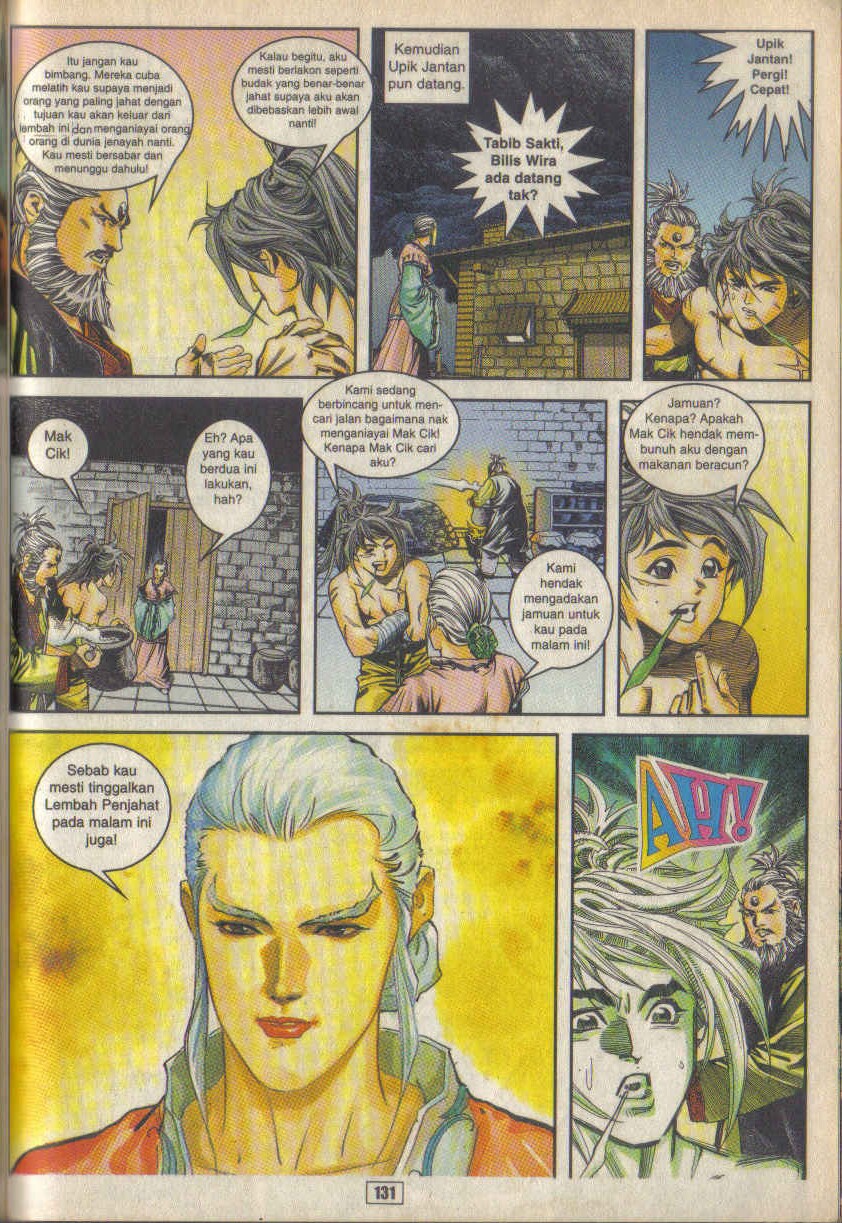 Itu jangan kau
bimbang. Mereka cuba
melatih kau supaya menjadi
orang yang paling jahat dengan
tujuan kau akan keluar dari
lembah ini dan menganiayai orang
orang di dunia jenayah nanti.
Kau mesti bersabar dan
menunggu dahulu!
Kalau begitu, aku
mesti berlakon seperti
budak yang benar-benar
jahat supaya aku akan
dibebaskan lebih awal
nanti!
Kemudian
Upik Jantan
pun datang.
Tabib Sakti,
Bilis Wira
ada datang
tak?
Upik
Jantan!
Pergi!
Cepat!
Mak
Cik!
Eh? Apa
yang kau
berdua ini
lakukan,
hah?
Kami sedang
berbincang untuk men-
cari jalan bagaimana nak
menganiayai Mak Cik!
Kenapa Mak Cik cari
aku?
Kami
hendak
mengadakan
jamuan untuk
kau pada
malam ini!
Jamuan?
Kenapa? Apakah
Mak Cik hendak mem-
bunuh aku dengan
makanan beracun?
Sebab kau
mesti tinggalkan
Lembah Penjahat
pada malam ini
juga!
AH!
131